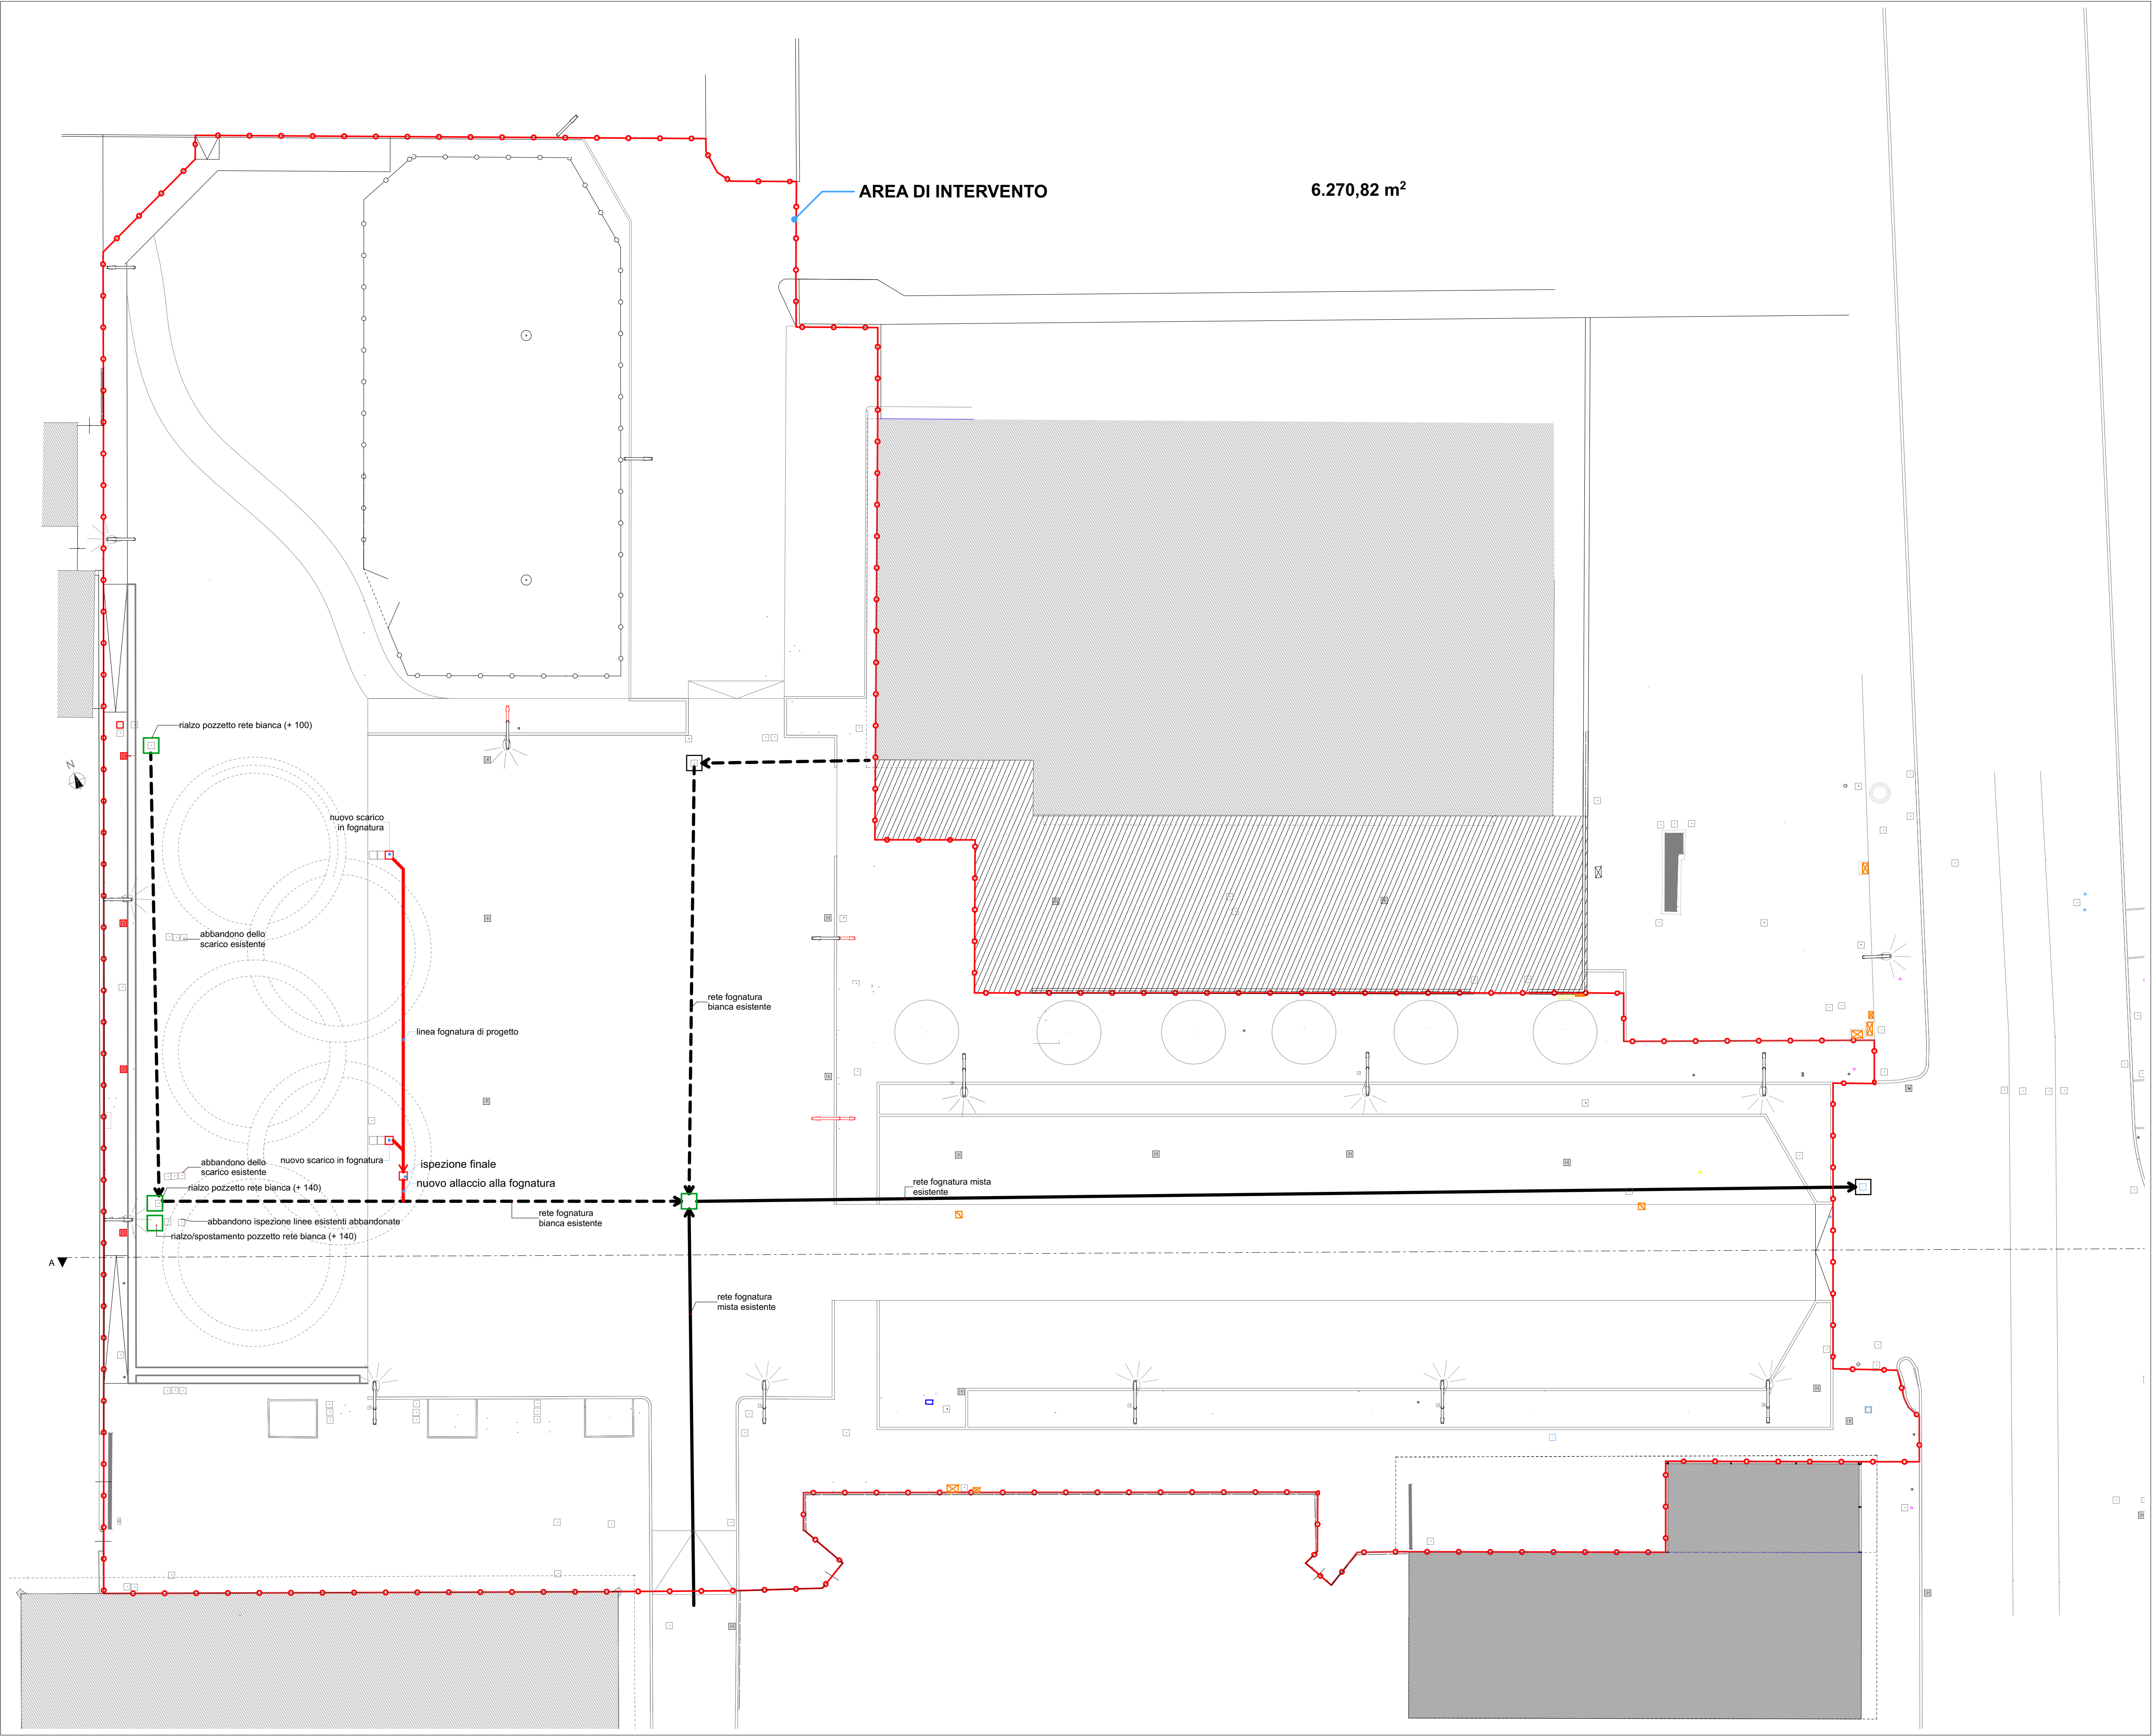 AREA DI INTERVENTO
6.270,82 m²
rialzo pozzetto rete bianca (+ 100)
N
nuovo scarico
in fognatura
abbandono dello
scarico esistente
rete fognatura
bianca esistente
linea fognatura di progetto
abbandono dello
scarico esistente
nuovo scarico in fognatura
ispezione finale
nuovo allaccio alla fognatura
rialzo pozzetto rete bianca (+ 140)
rete fognatura mista
esistente
rete fognatura
bianca esistente
abbandono ispezione linee esistenti abbandonate
rialzo/spostamento pozzetto rete bianca (+ 140)
A
rete fognatura
mista esistente